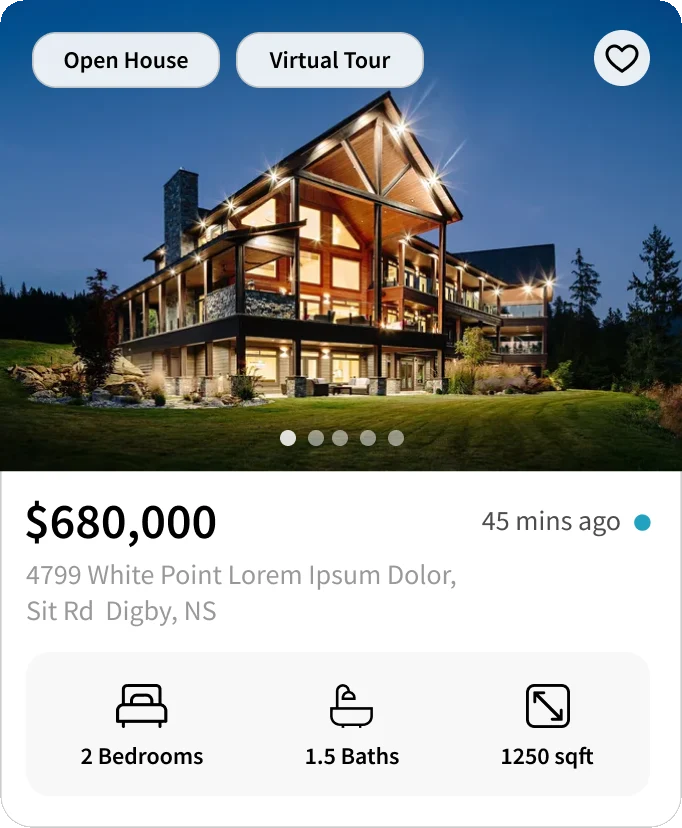 Open House Virtual Tour
$680,000 45 mins ago
4799 White Point Lorem Ipsum Dolor,
Sit Rd  Digby, NS
2 Bedrooms 1.5 Baths 1250 sqft